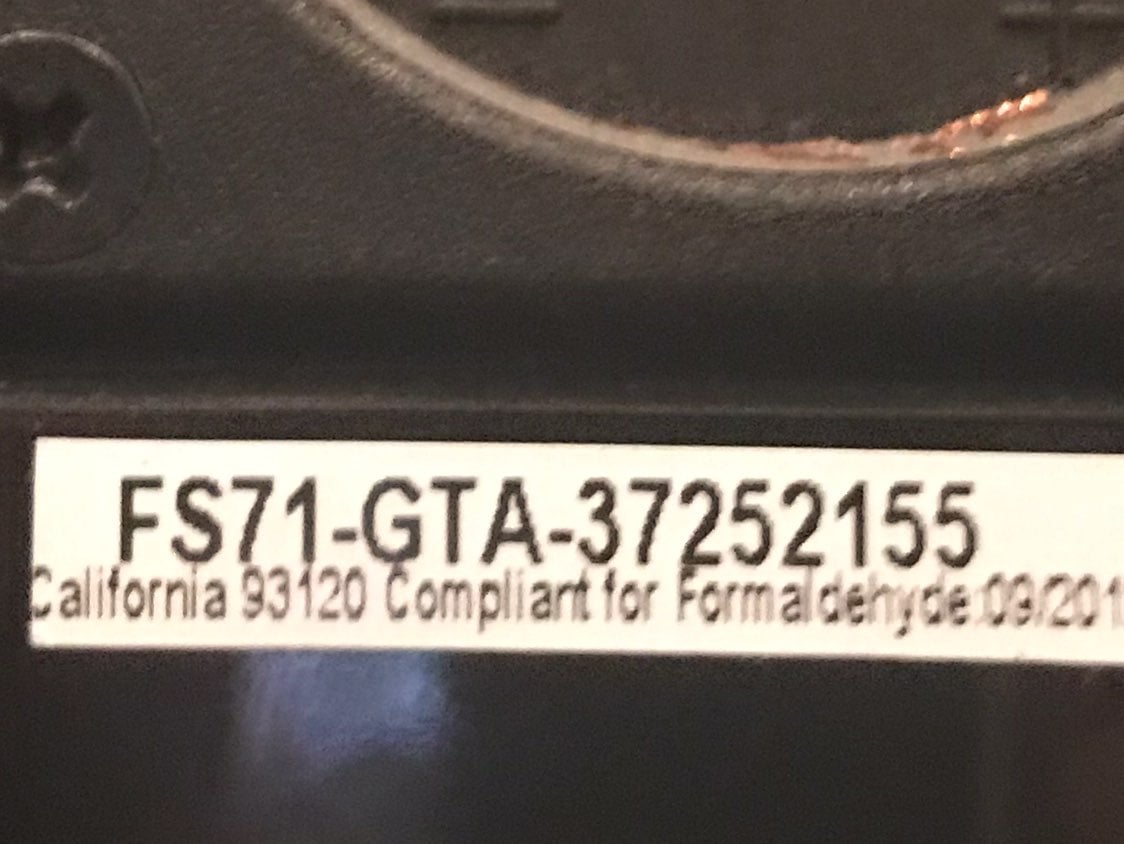 FS71-GTA-37252155
California 93120 Compliant for Formaldehyde 09/201